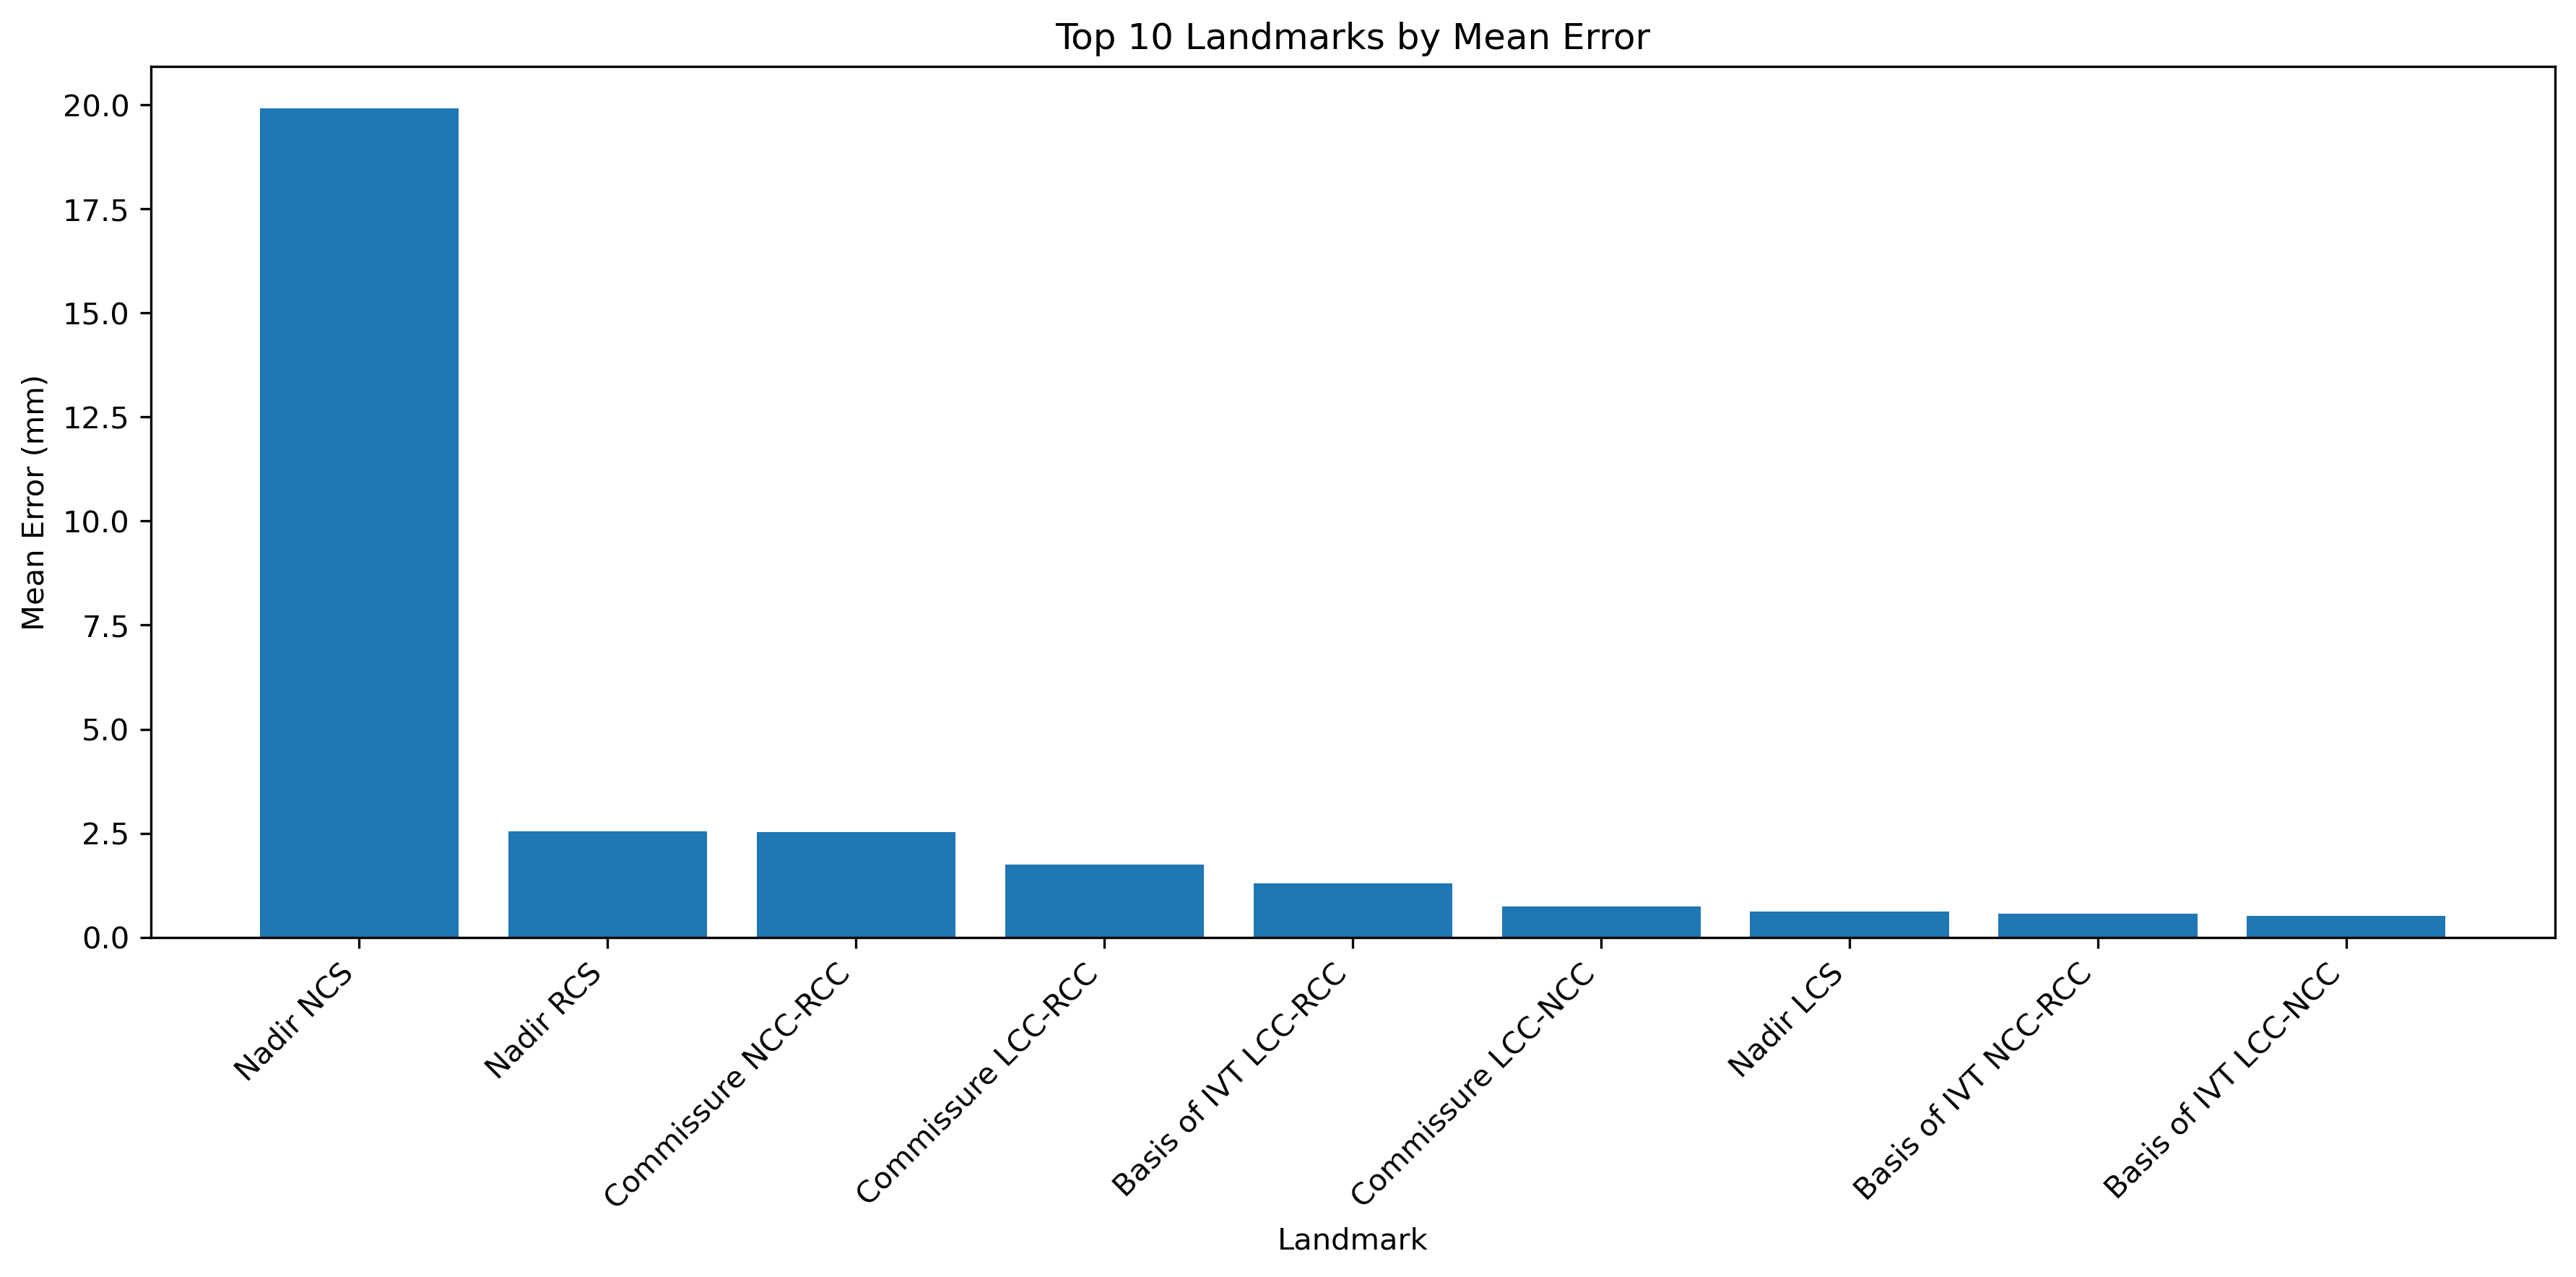 Top 10 Landmarks by Mean Error
Mean Error (mm)
20.0
17.5
15.0
12.5
10.0
7.5
5.0
2.5
0.0
Nadir NCS
Nadir RCS
Commissure NCC-RCC
Commissure LCC-RCC
Basis of IVT LCC-RCC
Commissure LCC-NCC
Nadir LCS
Basis of IVT NCC-RCC
Basis of IVT LCC-NCC
Landmark